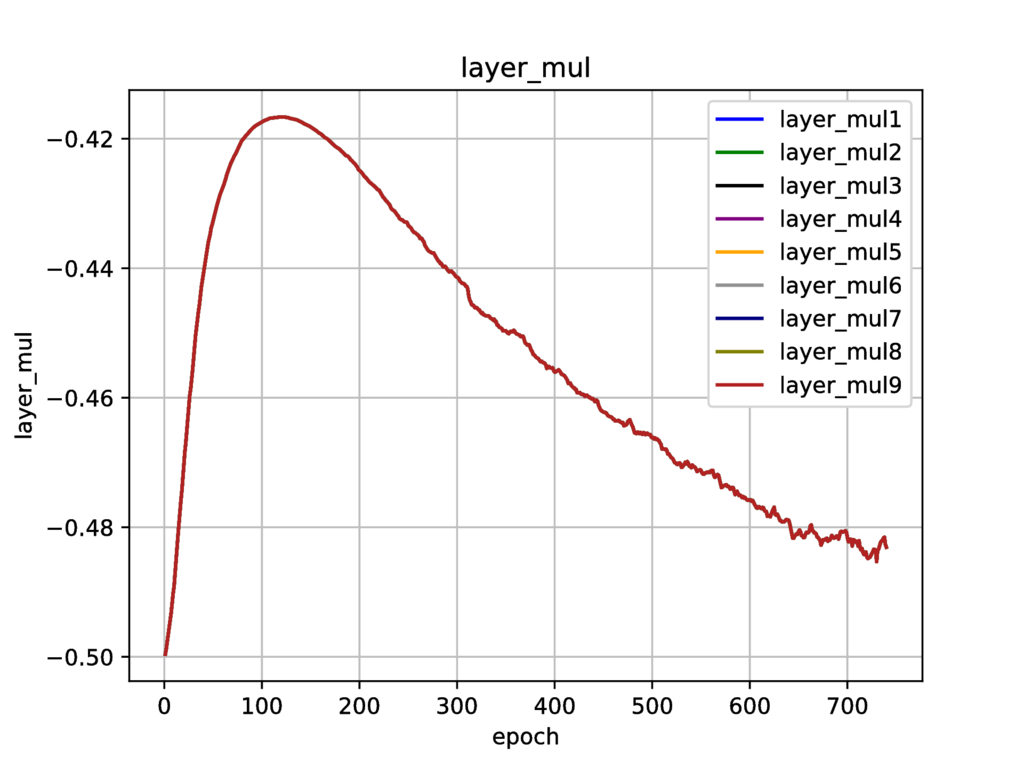 layer_mul
−0.42
−0.44
−0.46
−0.48
−0.50
layer_mul
layer_mul1
layer_mul2
layer_mul3
layer_mul4
layer_mul5
layer_mul6
layer_mul7
layer_mul8
layer_mul9
0 100 200 300 400 500 600 700
epoch